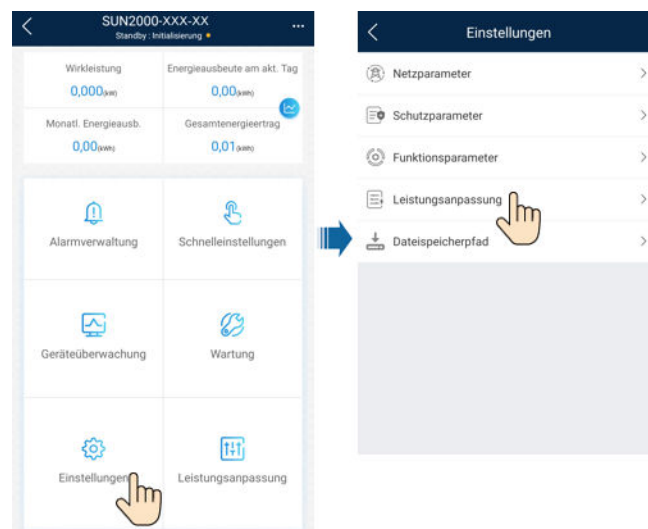 SUN2000-XXX-XX
Standby : Initialisierung
Wirkleistung
0,000(kW)
Energieausbeute am akt. Tag
0,00(kWh)
Monatl. Energieausb.
0,00(kWh)
Gesamtenergieertrag
0,01(kWh)
Alarmverwaltung
Schnelleinstellungen
Geräteüberwachung
Wartung
Einstellungen
Leistungsanpassung
Einstellungen
Netzparameter
Schutzparameter
Funktionsparameter
Leistungsanpassung
Dateispeicherpfad